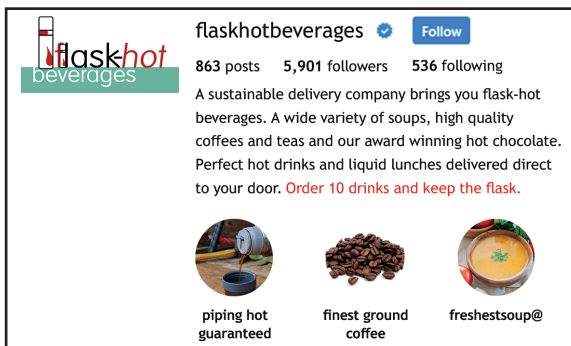 flask-hot
beverages
flaskhotbeverages
Follow
863 posts 5,901 followers 536 following
A sustainable delivery company brings you flask-hot
beverages. A wide variety of soups, high quality
coffees and teas and our award winning hot chocolate.
Perfect hot drinks and liquid lunches delivered direct
to your door. Order 10 drinks and keep the flask.
piping hot
guaranteed
finest ground
coffee
freshestsoup@